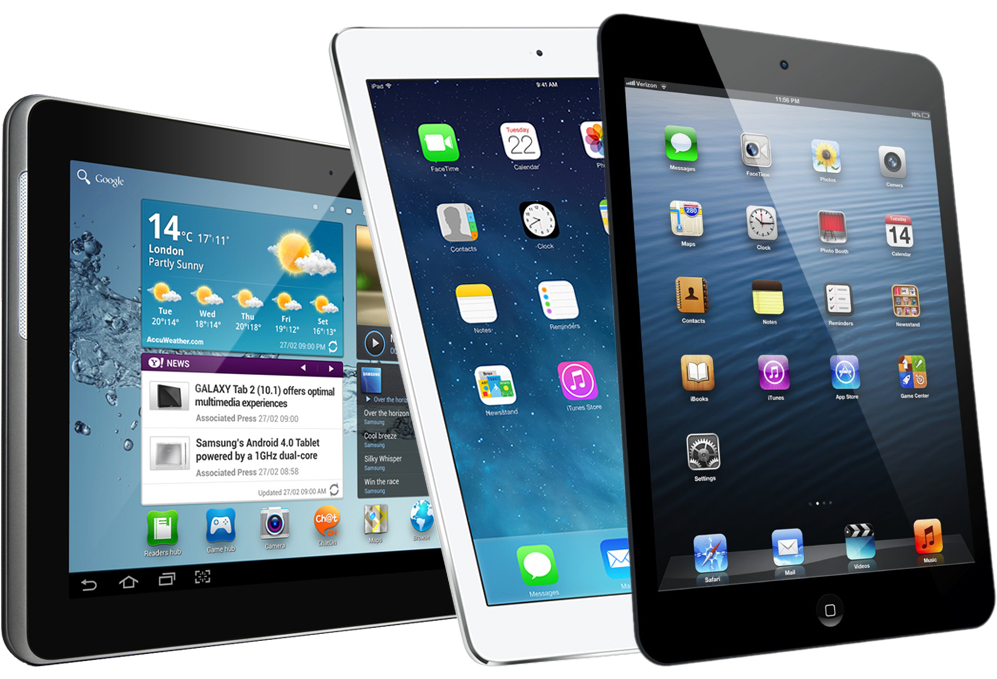 Google
14°C 17°/11°
London
Partly Sunny
Tue
Wed
Thu
Fri
Sat
20°/14°
18°/14°
20°/18°
19°/12°
16°/13°
AccuWeather.com
27/02 09:00 PM
Y! NEWS
GALAXY Tab 2 (10.1) offers optimal
multimedia experiences
Associated Press 27/02 09:00
Samsung's Android 4.0 Tablet
powered by a 1GHz dual-core
Associated Press 27/02 08:58
Updated 27/02 09:00 AM
SAMSUNG
Over the horizon
Over the horizon
Samsung
Cool breeze
Samsung
Silky Whisper
Samsung
Win the race
Samsung
Readers hub
Game hub
Camera
Ch@t
ChatON
Maps
Browser
iPad
9:41 AM
FaceTime
Tuesday
22
Calendar
Contacts
Clock
Notes
Reminders
Newsstand
iTunes Store
Messages
Verizon
11:56 PM
16%
Messages
FaceTime
Photos
Camera
280
Maps
Clock
Photo Booth
Tuesday
14
Calendar
Contacts
Notes
Reminders
Newsstand
iBooks
iTunes
App Store
Game Center
Settings
Safari
Mail
Videos
Music